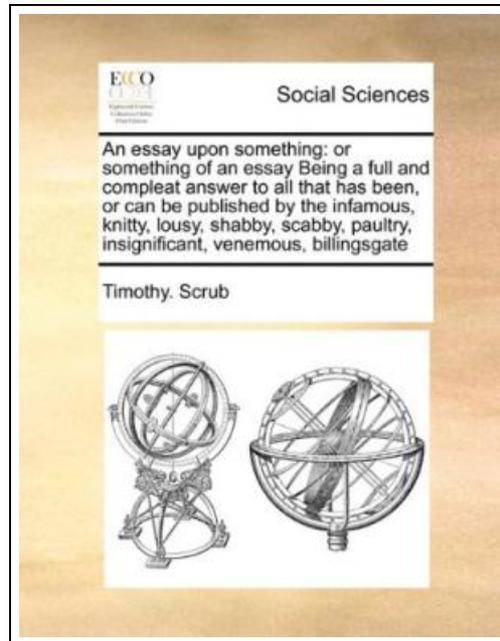 ECCO
Social Sciences
An essay upon something: or
something of an essay Being a full and
compleat answer to all that has been,
or can be published by the infamous,
knitty, lousy, shabby, scabby, paultry,
insignificant, venemous, billingsgate
Timothy. Scrub